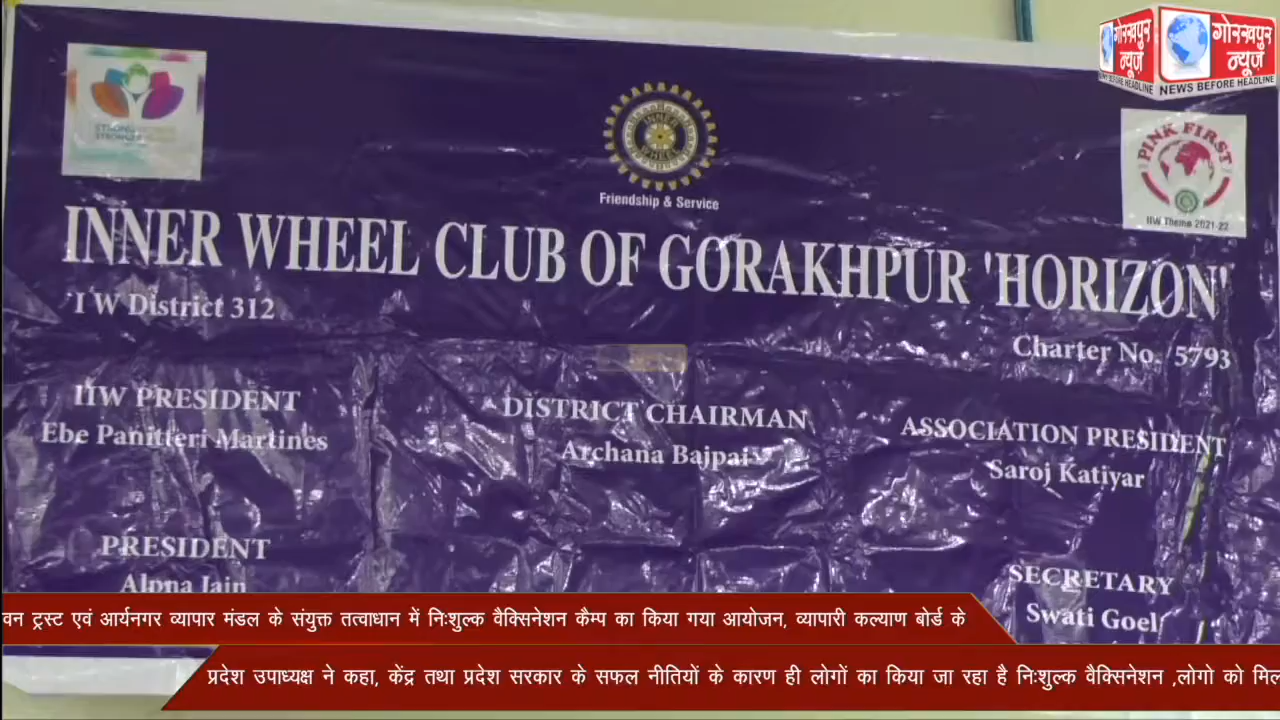 गोरखपुर
न्यूज़
गोरखपुर
न्यूज़
NEWS BEFORE HEADLINE
PINK FIRST
IIW Theme 2021-22
INNER
WHEEL
Friendship & Service
INNER WHEEL CLUB OF GORAKHPUR 'HORIZON'
I W District 312
Charter No. 5793
IIW PRESIDENT
Ebe Panitteri Martines
DISTRICT CHAIRMAN
Archana Bajpai
ASSOCIATION PRESIDENT
Saroj Katiyar
PRESIDENT
Alpna Jain
SECRETARY
Swati Goel
वन ट्रस्ट एवं आर्यनगर व्यापार मंडल के संयुक्त तत्वाधान में निःशुल्क वैक्सिनेशन कैम्प का किया गया आयोजन, व्यापारी कल्याण बोर्ड के
प्रदेश उपाध्यक्ष ने कहा, केंद्र तथा प्रदेश सरकार के सफल नीतियों के कारण ही लोगों का किया जा रहा है निःशुल्क वैक्सिनेशन ,लोगो को मिल